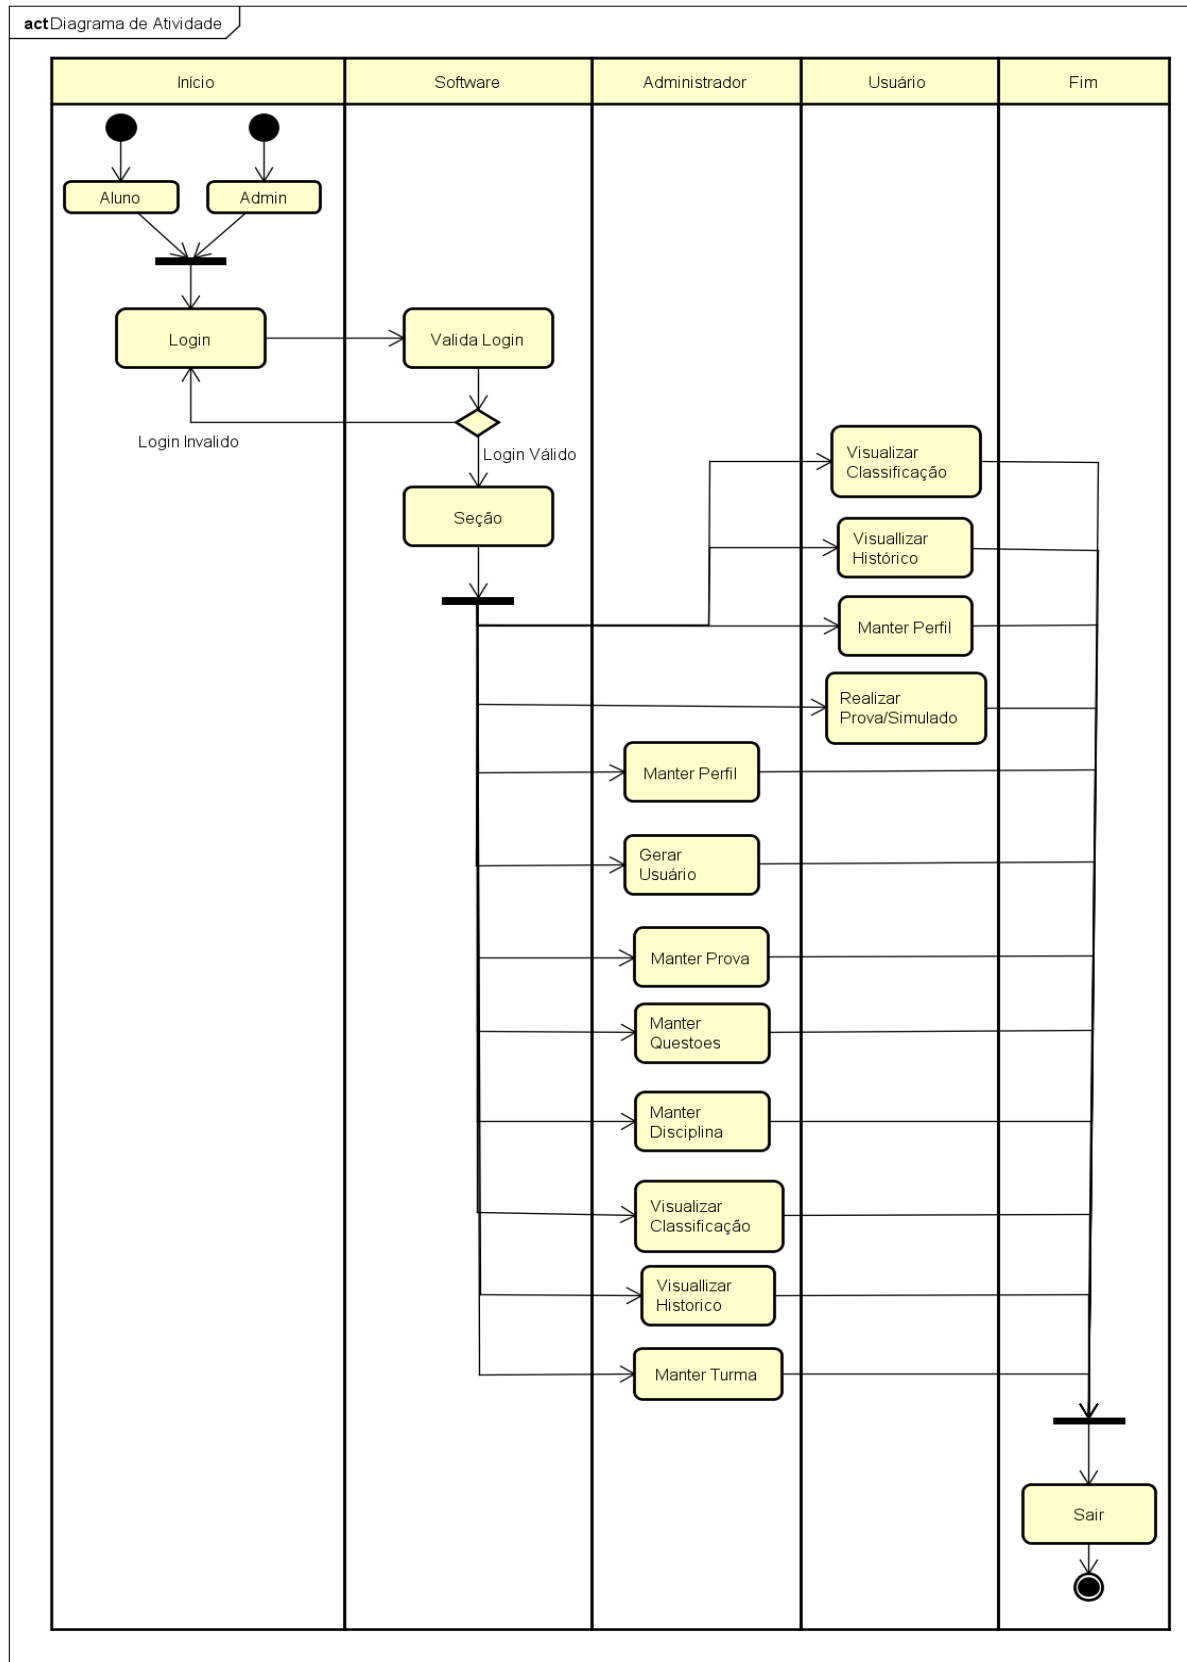 act Diagrama de Atividade
Início
Software
Administrador
Usuário
Fim
Aluno
Admin
Login
Valida Login
Login Invalido
Login Válido
Seção
Visualizar
Classificação
Visuallizar
Histórico
Manter Perfil
Realizar
Prova/Simulado
Manter Perfil
Gerar
Usuário
Manter Prova
Manter
Questoes
Manter
Disciplina
Visualizar
Classificação
Visuallizar
Historico
Manter Turma
Sair